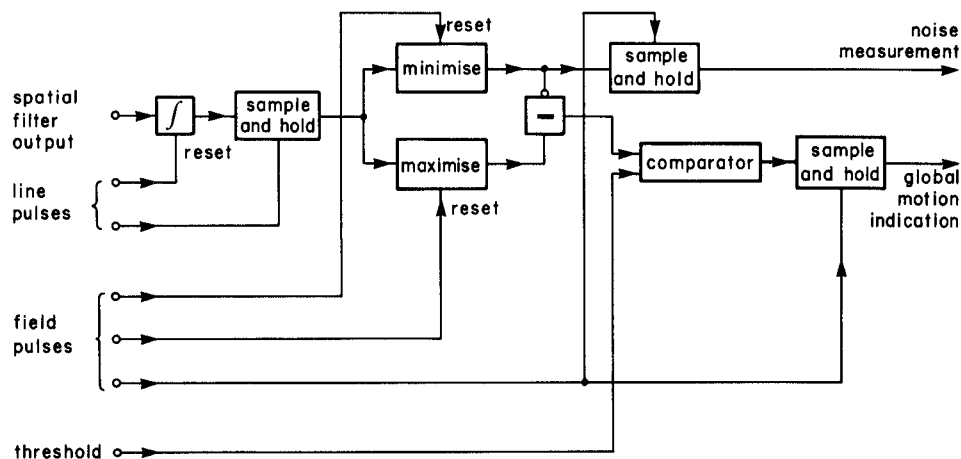 reset
noise
measurement
minimise
sample
and hold
spatial
filter
output
∫
sample
and hold
reset
–
line
pulses
maximise
reset
comparator
sample
and hold
global
motion
indication
field
pulses
threshold